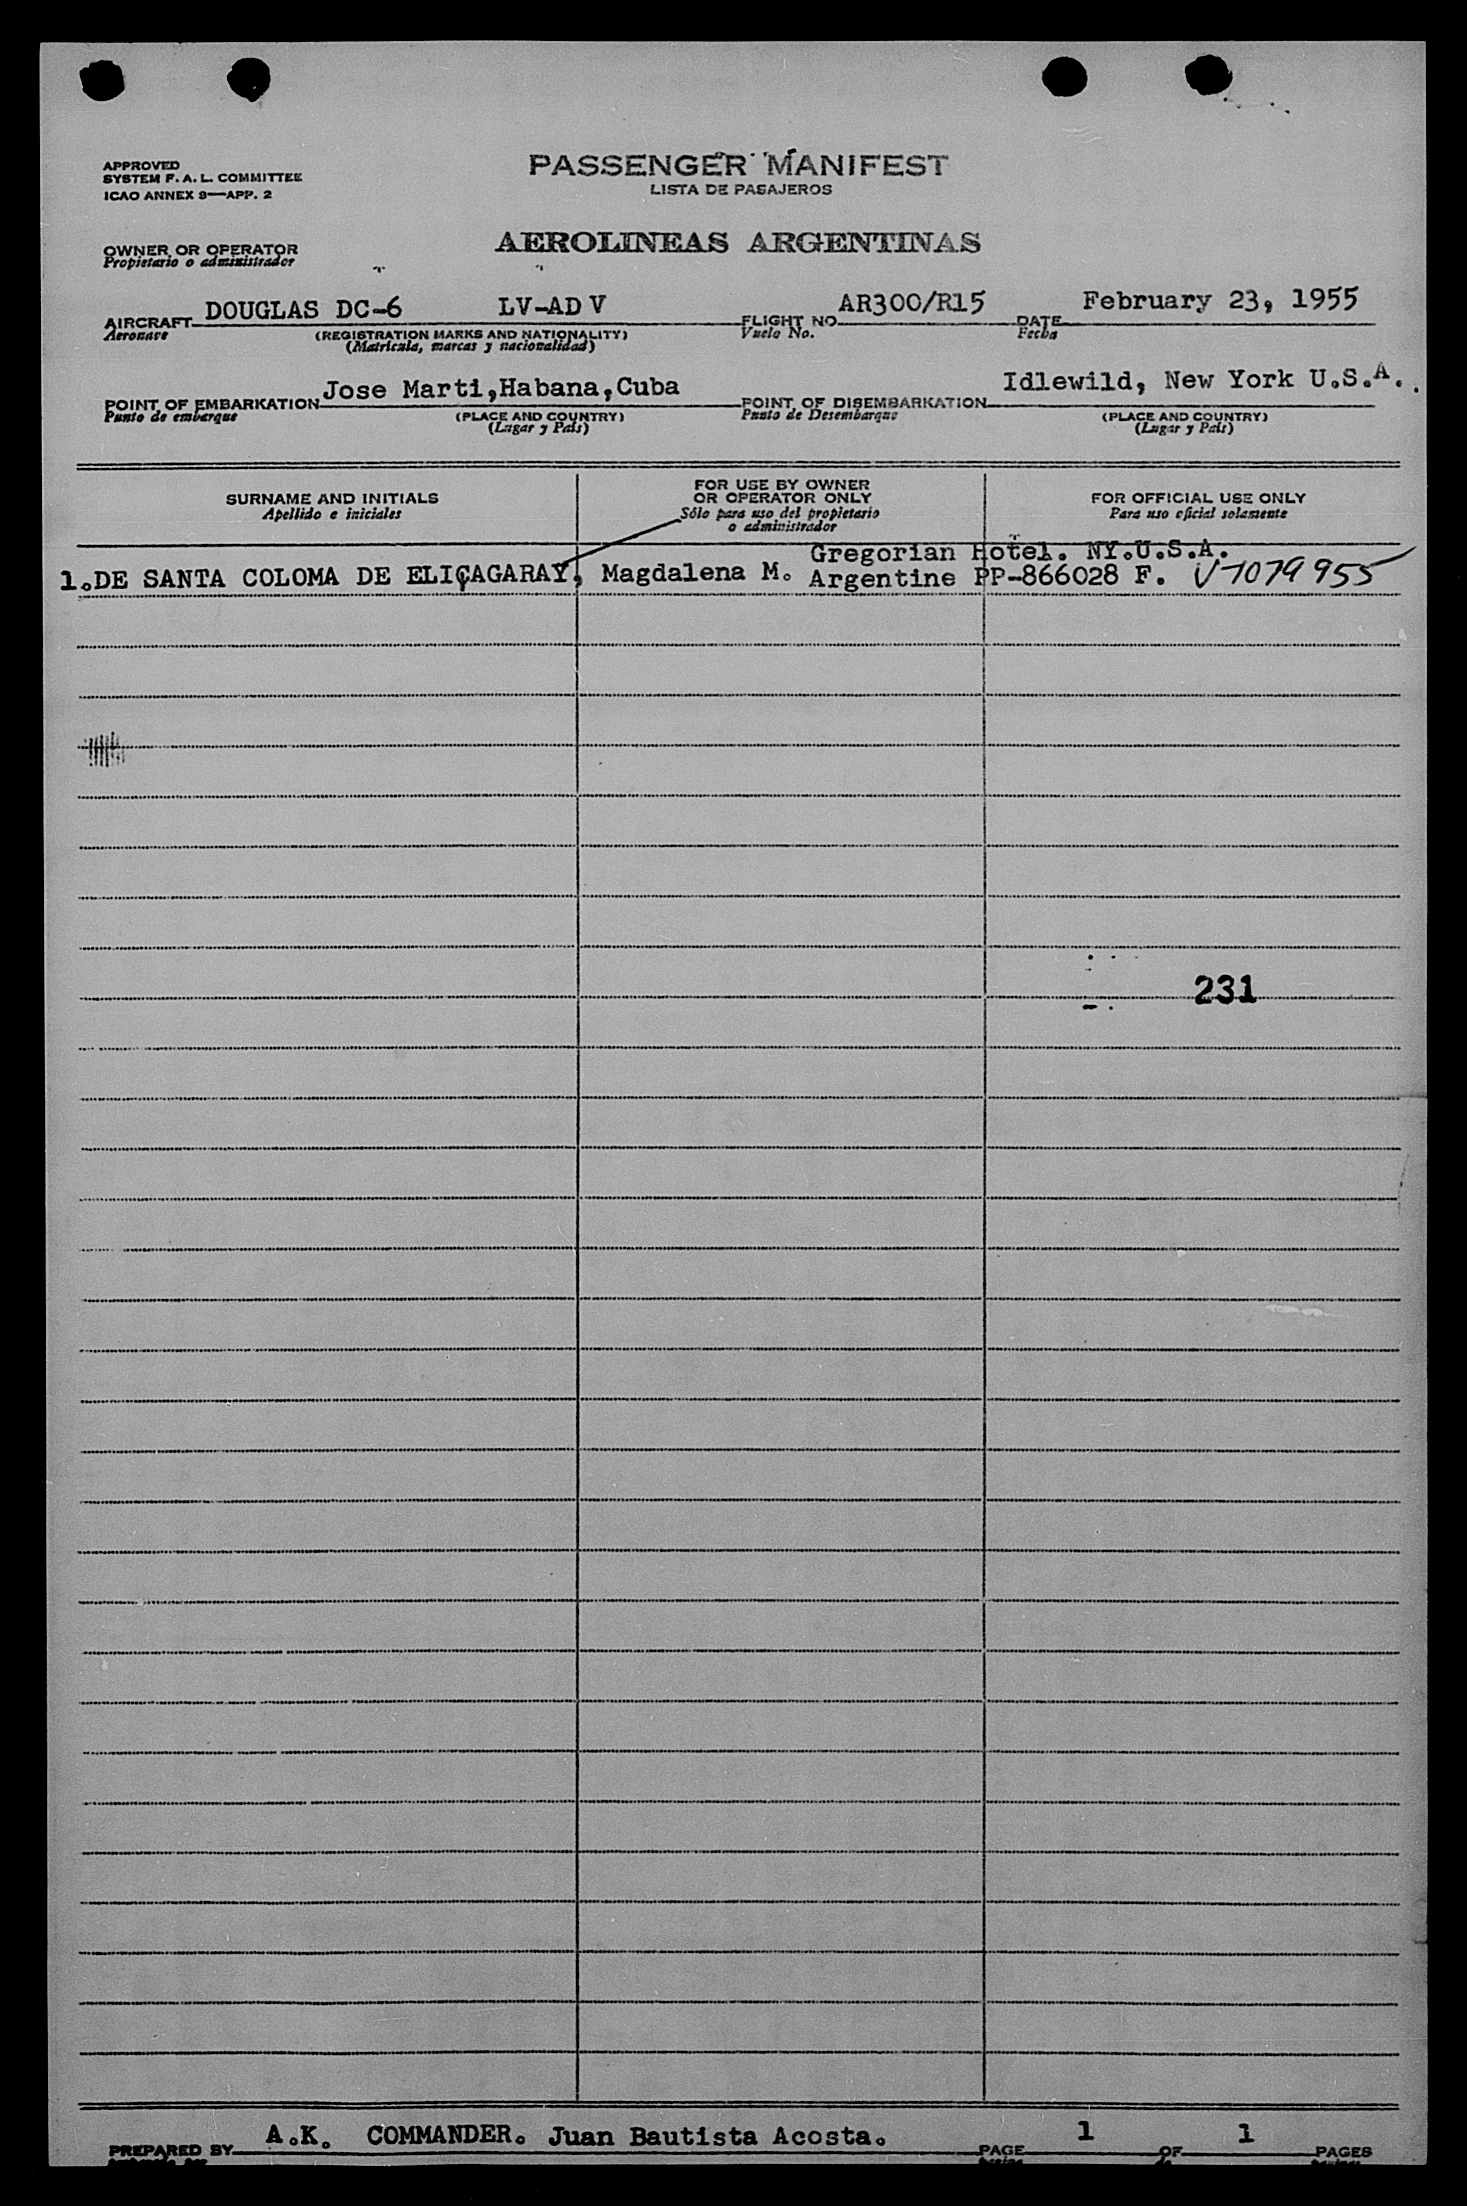 APPROVED
SYSTEM F.A.L. COMMITTEE
ICAO ANNEX 9—APP. 2
PASSENGER MANIFEST
LISTA DE PASAJEROS
OWNER OR OPERATOR
Propietario o administrador
AEROLINEAS ARGENTINAS
AIRCRAFT DOUGLAS DC-6 LV-ADV FLIGHT NO. AR300/R15 DATE February 23, 1955
Aeronave (REGISTRATION MARKS AND NATIONALITY) Vuelo No. Fecha
(Matricula, marcas y nacionalidad)
POINT OF EMBARKATION Jose Marti,Habana,Cuba POINT OF DISEMBARKATION Idlewild, New York U.S.A..
Punto de embarque (PLACE AND COUNTRY) Punto de Desembarque (PLACE AND COUNTRY)
(Lugar y País) (Lugar y País)
SURNAME AND INITIALS
Apellido e iniciales
FOR USE BY OWNER
OR OPERATOR ONLY
Sólo para uso del propietario
o administrador
FOR OFFICIAL USE ONLY
Para uso oficial solamente
Gregorian Hotel. NY.U.S.A.
1.DE SANTA COLOMA DE ELIÇAGARAY, Magdalena M. Argentine PP-866028 F. V1079955
231
PREPARED BY A.K. COMMANDER. Juan Bautista Acosta. PAGE 1 OF 1 PAGES